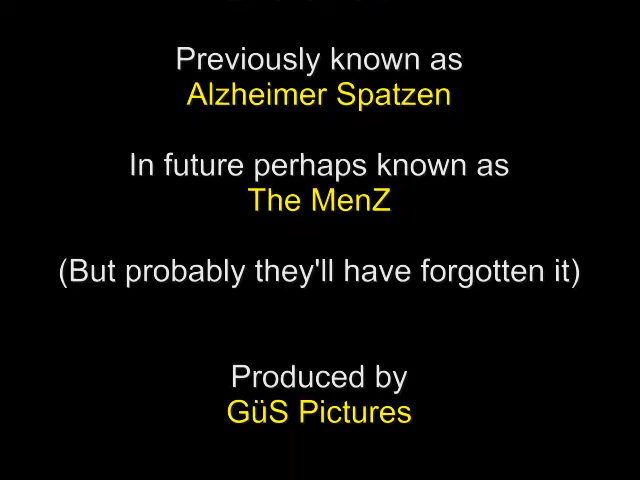 Previously known as
Alzheimer Spatzen
In future perhaps known as
The MenZ
(But probably they'll have forgotten it)
Produced by
GüS Pictures